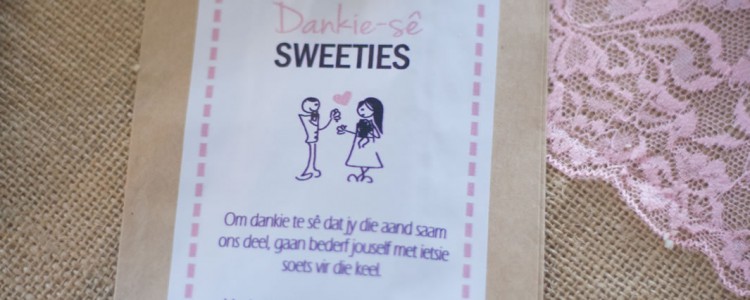 Dankie-sê
SWEETIES
Om dankie te sê dat jy die aand saam
ons deel, gaan bederf jouself met ietsie
soets vir die keel.